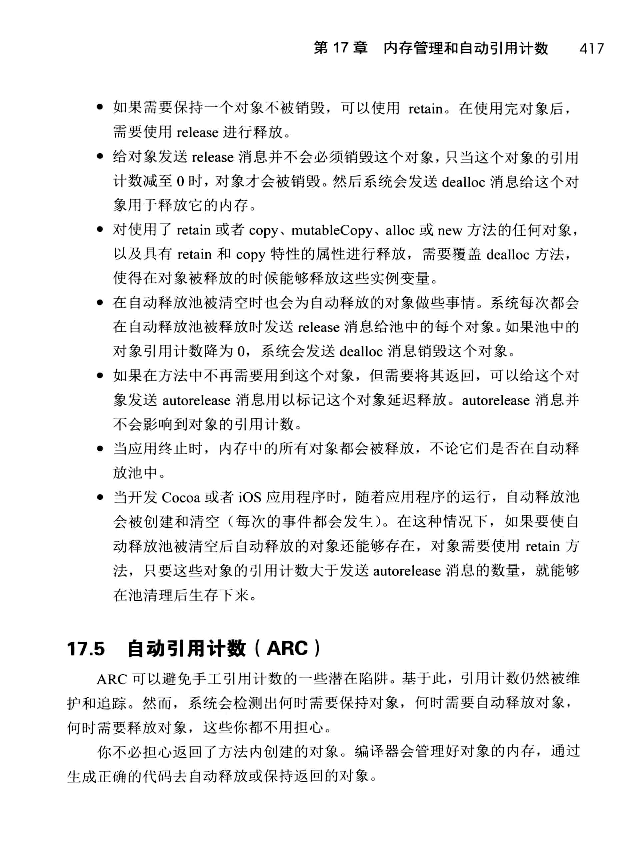 第 17 章 内存管理和自动引用计数 417
• 如果需要保持一个对象不被销毁，可以使用 retain。在使用完对象后，
需要使用 release 进行释放。
• 给对象发送 release 消息并不会必须销毁这个对象，只当这个对象的引用
计数减至 0 时，对象才会被销毁。然后系统会发送 dealloc 消息给这个对
象用于释放它的内存。
• 对使用了 retain 或者 copy、mutableCopy、alloc 或 new 方法的任何对象，
以及具有 retain 和 copy 特性的属性进行释放，需要覆盖 dealloc 方法，
使得在对象被释放的时候能够释放这些实例变量。
• 在自动释放池被清空时也会为自动释放的对象做些事情。系统每次都会
在自动释放池被释放时发送 release 消息给池中的每个对象。如果池中的
对象引用计数降为 0，系统会发送 dealloc 消息销毁这个对象。
• 如果在方法中不再需要用到这个对象，但需要将其返回，可以给这个对
象发送 autorelease 消息用以标记这个对象延迟释放。autorelease 消息并
不会影响到对象的引用计数。
• 当应用终止时，内存中的所有对象都会被释放，不论它们是否在自动释
放池中。
• 当开发 Cocoa 或者 iOS 应用程序时，随着应用程序的运行，自动释放池
会被创建和清空（每次的事件都会发生）。在这种情况下，如果要使自
动释放池被清空后自动释放的对象还能够存在，对象需要使用 retain 方
法，只要这些对象的引用计数大于发送 autorelease 消息的数量，就能够
在池清理后生存下来。
17.5 自动引用计数（ARC）
ARC 可以避免手工引用计数的一些潜在陷阱。基于此，引用计数仍然被维
护和追踪。然而，系统会检测出何时需要保持对象，何时需要自动释放对象，
何时需要释放对象，这些你都不用担心。
你不必担心返回了方法内创建的对象。编译器会管理好对象的内存，通过
生成正确的代码去自动释放或保持返回的对象。